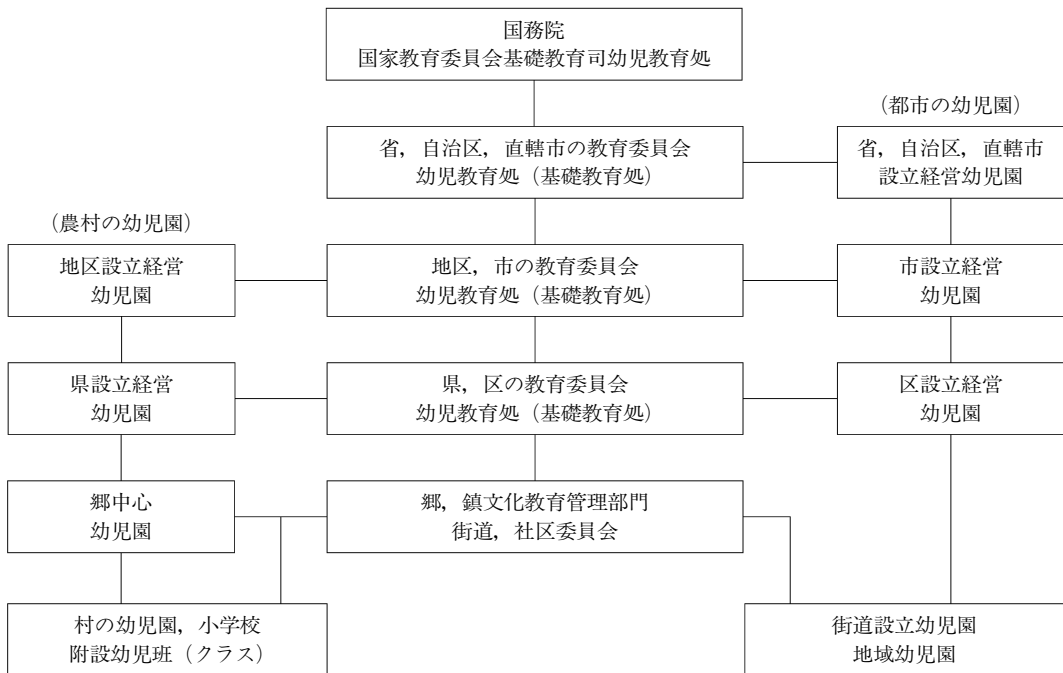 国務院
国家教育委員会基礎教育司幼児教育処
（都市の幼児園）
省，自治区，直轄市の教育委員会
幼児教育処（基礎教育処）
省，自治区，直轄市
設立経営幼児園
（農村の幼児園）
地区設立経営
幼児園
地区，市の教育委員会
幼児教育処（基礎教育処）
市設立経営
幼児園
県設立経営
幼児園
県，区の教育委員会
幼児教育処（基礎教育処）
区設立経営
幼児園
郷中心
幼児園
郷，鎮文化教育管理部門
街道，社区委員会
村の幼児園，小学校
附設幼児班（クラス）
街道設立幼児園
地域幼児園